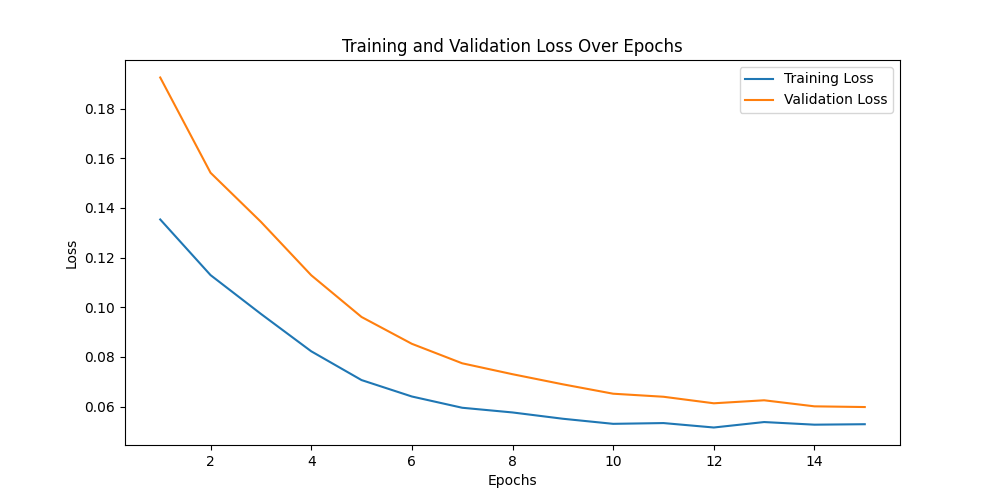 Training and Validation Loss Over Epochs
Training Loss
Validation Loss
0.18
0.16
0.14
0.12
0.10
0.08
0.06
Loss
2 4 6 8 10 12 14
Epochs